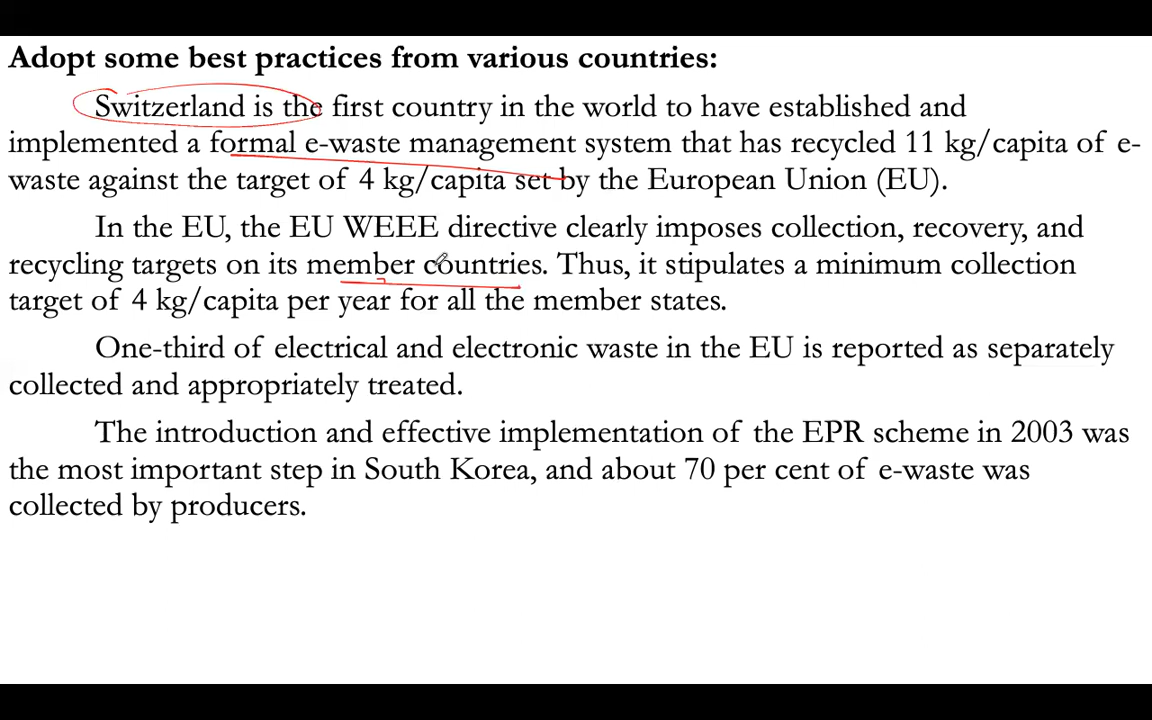 Adopt some best practices from various countries:
Switzerland is the first country in the world to have established and
implemented a formal e-waste management system that has recycled 11 kg/capita of e-
waste against the target of 4 kg/capita set by the European Union (EU).
In the EU, the EU WEEE directive clearly imposes collection, recovery, and
recycling targets on its member countries. Thus, it stipulates a minimum collection
target of 4 kg/capita per year for all the member states.
One-third of electrical and electronic waste in the EU is reported as separately
collected and appropriately treated.
The introduction and effective implementation of the EPR scheme in 2003 was
the most important step in South Korea, and about 70 per cent of e-waste was
collected by producers.